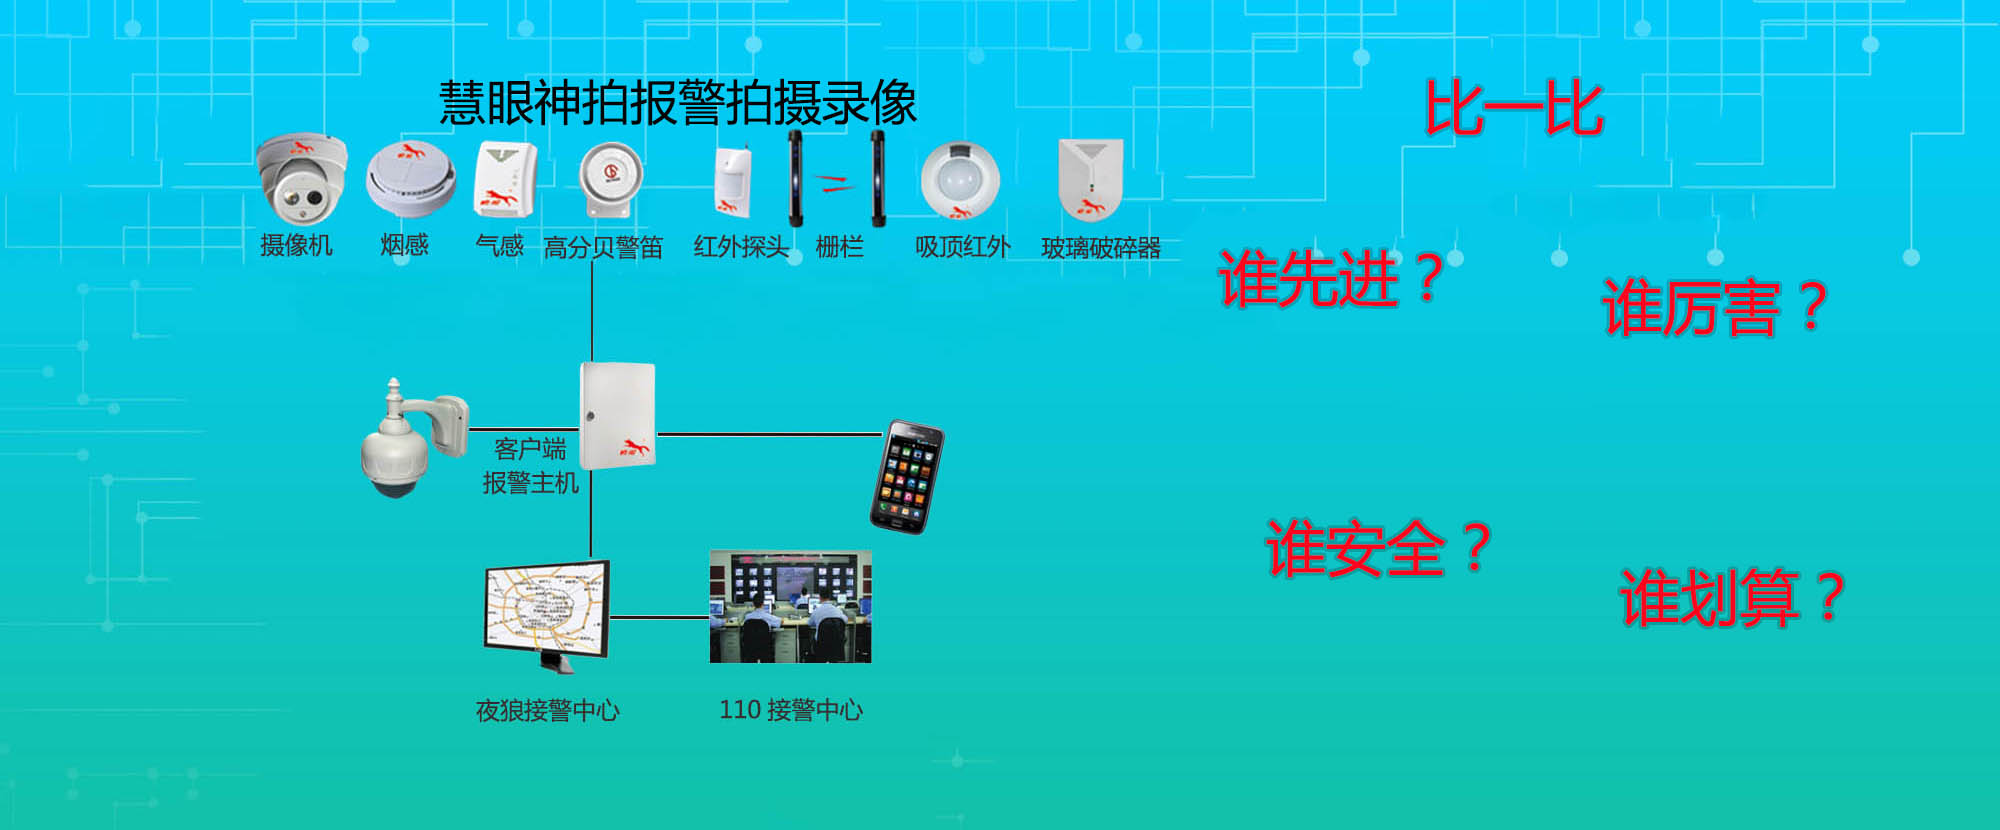 慧眼神拍报警拍摄录像
比一比
摄像机
烟感
气感
高分贝警笛
红外探头
栅栏
吸顶红外
玻璃破碎器
谁先进？
谁厉害？
客户端
报警主机
谁安全？
谁划算？
夜狼接警中心
110 接警中心